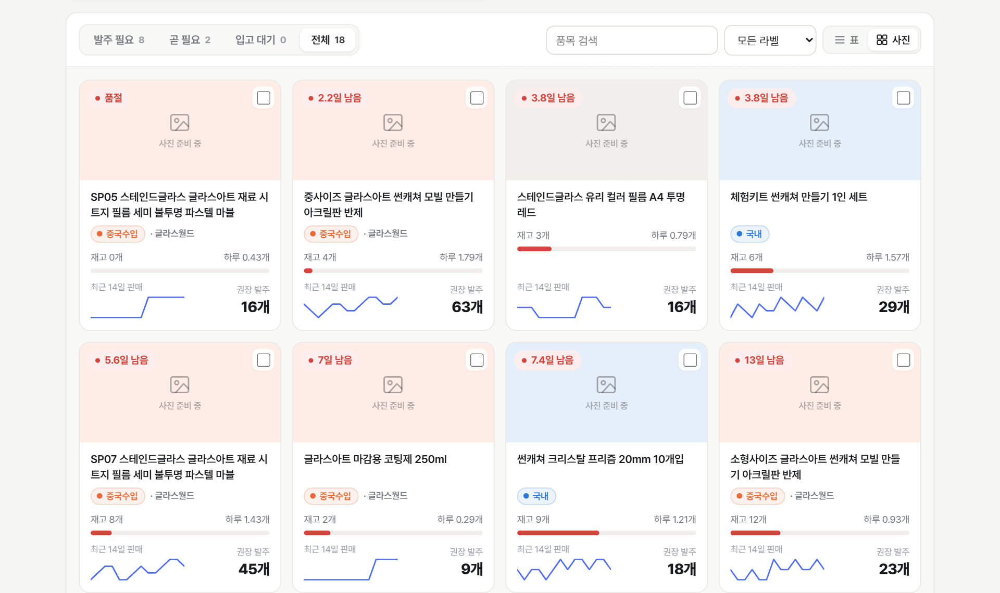 발주 필요 8 곧 필요 2 입고 대기 0 전체 18 품목 검색 모든 라벨 표 사진
품절
사진 준비 중
SP05 스테인드글라스 글라스아트 재료 시
트지 필름 세미 불투명 파스텔 마블
중국수입 · 글라스월드
재고 0개 하루 0.43개
최근 14일 판매 권장 발주
16개
2.2일 남음
사진 준비 중
중사이즈 글라스아트 썬캐쳐 모빌 만들기
아크릴판 반제
중국수입 · 글라스월드
재고 4개 하루 1.79개
최근 14일 판매 권장 발주
63개
3.8일 남음
사진 준비 중
스테인드글라스 유리 컬러 필름 A4 투명
레드
재고 3개 하루 0.79개
최근 14일 판매 권장 발주
16개
3.8일 남음
사진 준비 중
체험키트 썬캐쳐 만들기 1인 세트
국내
재고 6개 하루 1.57개
최근 14일 판매 권장 발주
29개
5.6일 남음
사진 준비 중
SP07 스테인드글라스 글라스아트 재료 시
트지 필름 세미 불투명 파스텔 마블
중국수입 · 글라스월드
재고 8개 하루 1.43개
최근 14일 판매 권장 발주
45개
7일 남음
사진 준비 중
글라스아트 마감용 코팅제 250ml
중국수입 · 글라스월드
재고 2개 하루 0.29개
최근 14일 판매 권장 발주
9개
7.4일 남음
사진 준비 중
썬캐쳐 크리스탈 프리즘 20mm 10개입
국내
재고 9개 하루 1.21개
최근 14일 판매 권장 발주
18개
13일 남음
사진 준비 중
소형사이즈 글라스아트 썬캐쳐 모빌 만들
기 아크릴판 반제
중국수입 · 글라스월드
재고 12개 하루 0.93개
최근 14일 판매 권장 발주
23개